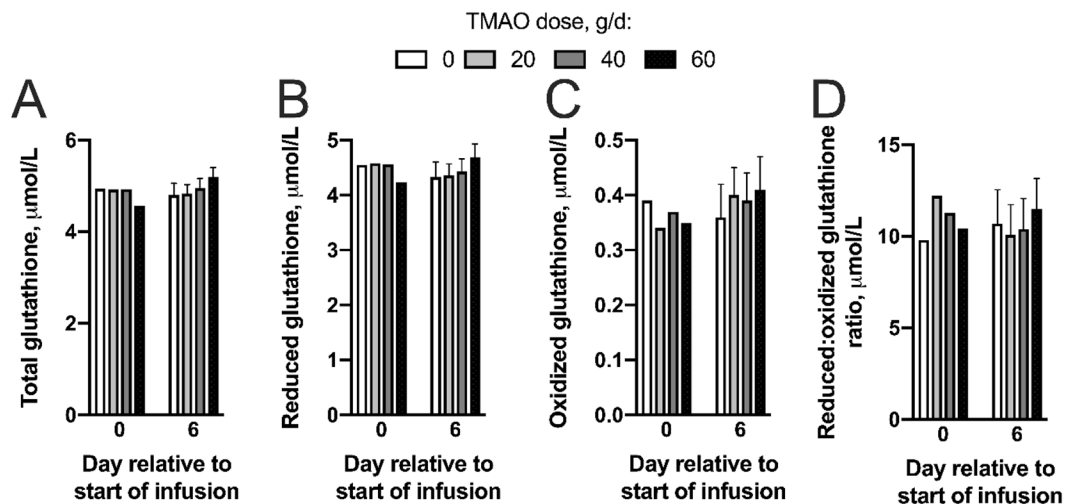 TMAO dose, g/d:
0 20 40 60
A
Total glutathione, µmol/L
6
4
2
0
0 6
Day relative to
start of infusion
B
Reduced glutathione, µmol/L
5
4
3
2
1
0
0 6
Day relative to
start of infusion
C
Oxidized glutathione, µmol/L
0.5
0.4
0.3
0.2
0.1
0.0
0 6
Day relative to
start of infusion
D
Reduced:oxidized glutathione
ratio, µmol/L
15
10
5
0
0 6
Day relative to
start of infusion